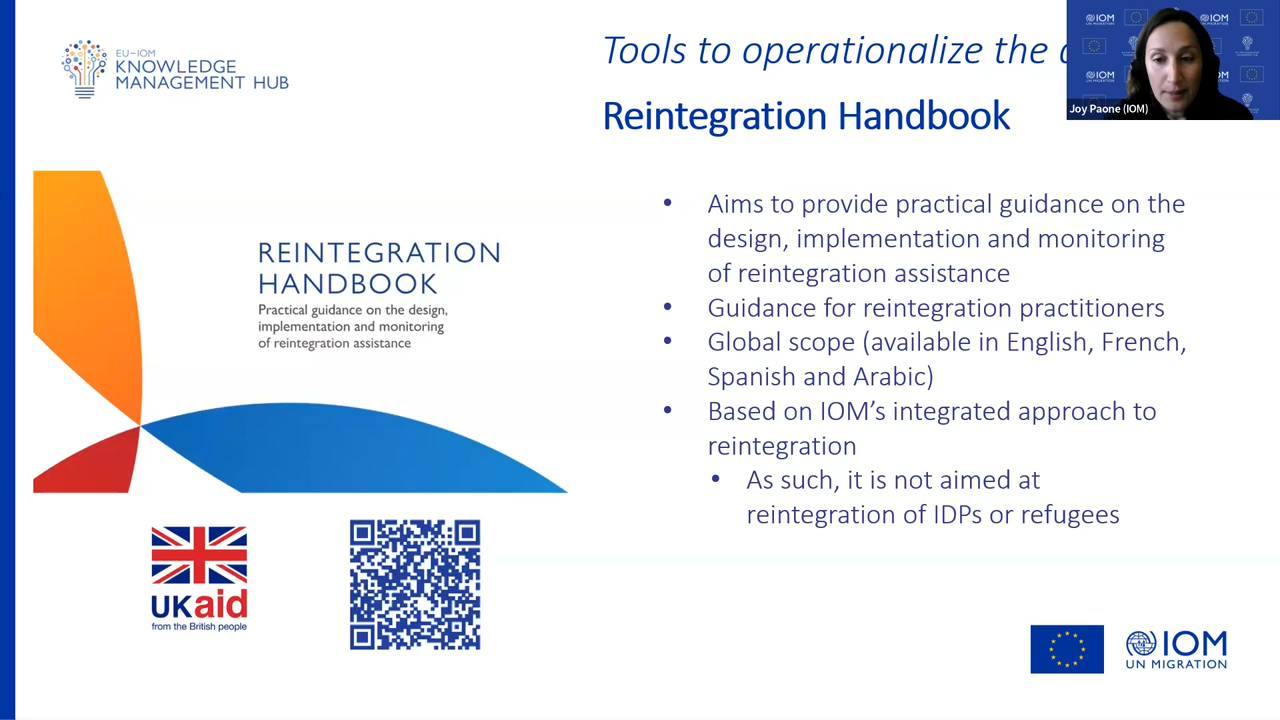 EU–IOM
KNOWLEDGE
MANAGEMENT HUB
Tools to operationalize the
Reintegration Handbook
IOM
IOM
IOM
Joy Paone (IOM)
REINTEGRATION
HANDBOOK
Practical guidance on the design,
implementation and monitoring
of reintegration assistance
• Aims to provide practical guidance on the
design, implementation and monitoring
of reintegration assistance
• Guidance for reintegration practitioners
• Global scope (available in English, French,
Spanish and Arabic)
• Based on IOM’s integrated approach to
reintegration
• As such, it is not aimed at
reintegration of IDPs or refugees
UKaid
from the British people
IOM
UN MIGRATION